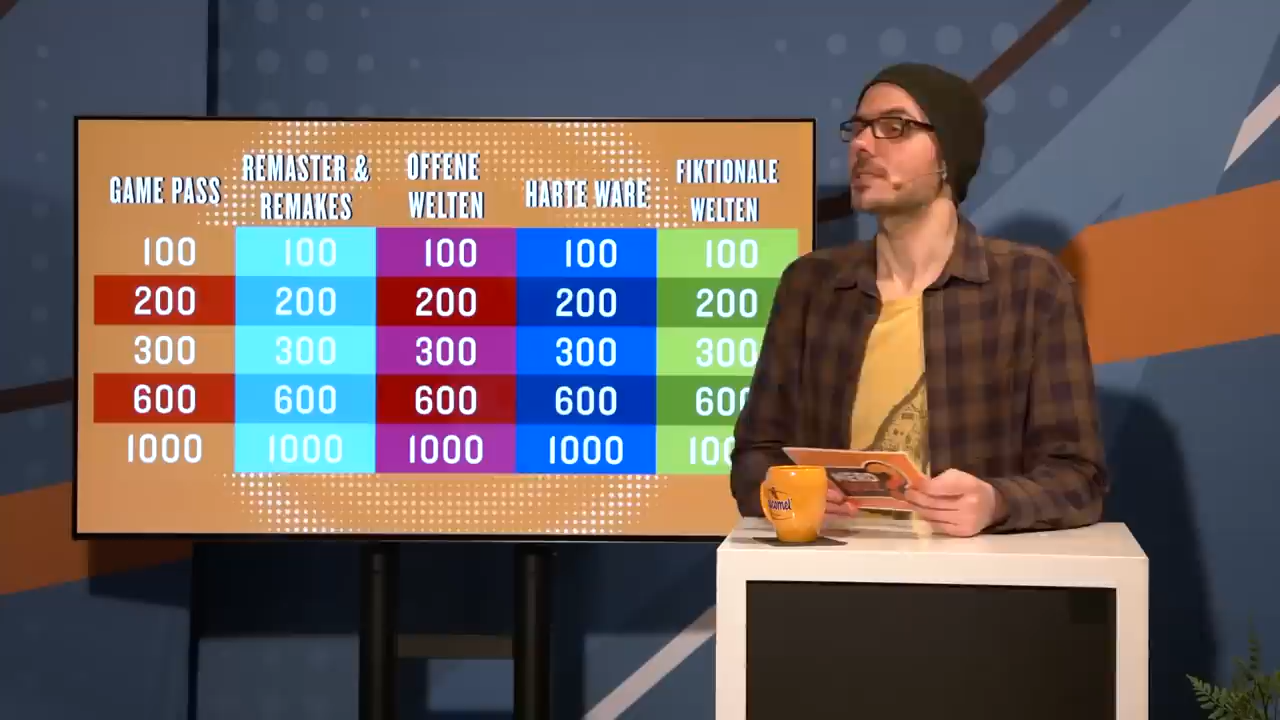 GAME PASS
REMASTER &
REMAKES
OFFENE
WELTEN
HARTE WARE
FIKTIONALE
WELTEN
100 100 100 100 100
200 200 200 200 200
300 300 300 300 300
600 600 600 600 600
1000 1000 1000 1000